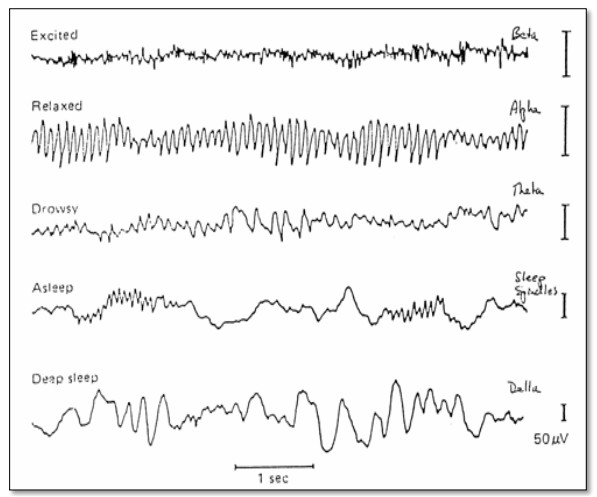 Excited
Beta
Relaxed
Alpha
Drowsy
Theta
Asleep
Sleep
Spindles
Deep sleep
Delta
50 μV
1 sec